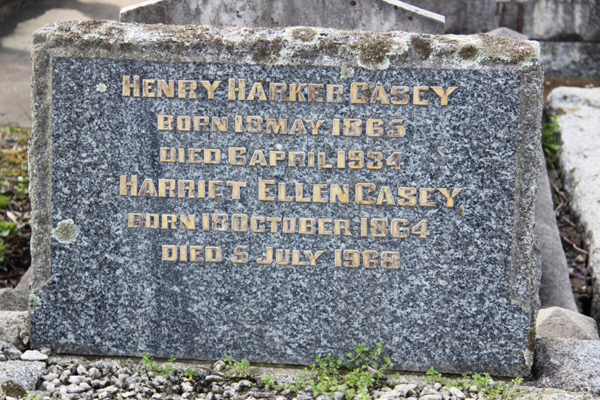 HENRY HARKER CASEY
BORN 18 MAY 1865
DIED 6 APRIL 1934
HARRIET ELLEN CASEY,
BORN 18 OCTOBER 1864
DIED 5 JULY 1968